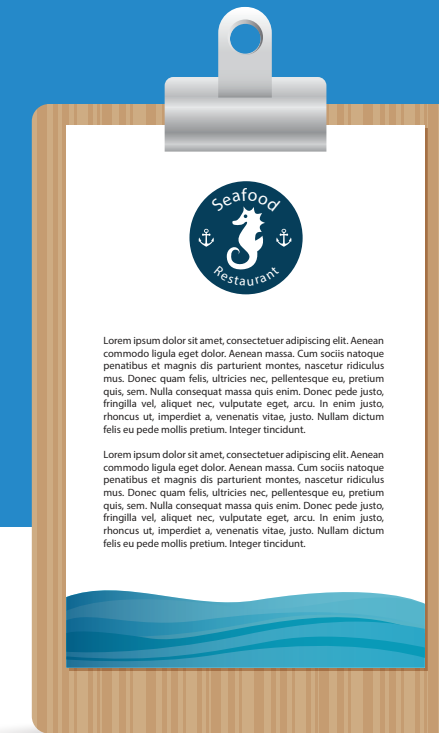 Seafood
Restaurant
Lorem ipsum dolor sit amet, consectetuer adipiscing elit. Aenean
commodo ligula eget dolor. Aenean massa. Cum sociis natoque
penatibus et magnis dis parturient montes, nascetur ridiculus
mus. Donec quam felis, ultricies nec, pellentesque eu, pretium
quis, sem. Nulla consequat massa quis enim. Donec pede justo,
fringilla vel, aliquet nec, vulputate eget, arcu. In enim justo,
rhoncus ut, imperdiet a, venenatis vitae, justo. Nullam dictum
felis eu pede mollis pretium. Integer tincidunt.
Lorem ipsum dolor sit amet, consectetuer adipiscing elit. Aenean
commodo ligula eget dolor. Aenean massa. Cum sociis natoque
penatibus et magnis dis parturient montes, nascetur ridiculus
mus. Donec quam felis, ultricies nec, pellentesque eu, pretium
quis, sem. Nulla consequat massa quis enim. Donec pede justo,
fringilla vel, aliquet nec, vulputate eget, arcu. In enim justo,
rhoncus ut, imperdiet a, venenatis vitae, justo. Nullam dictum
felis eu pede mollis pretium. Integer tincidunt.